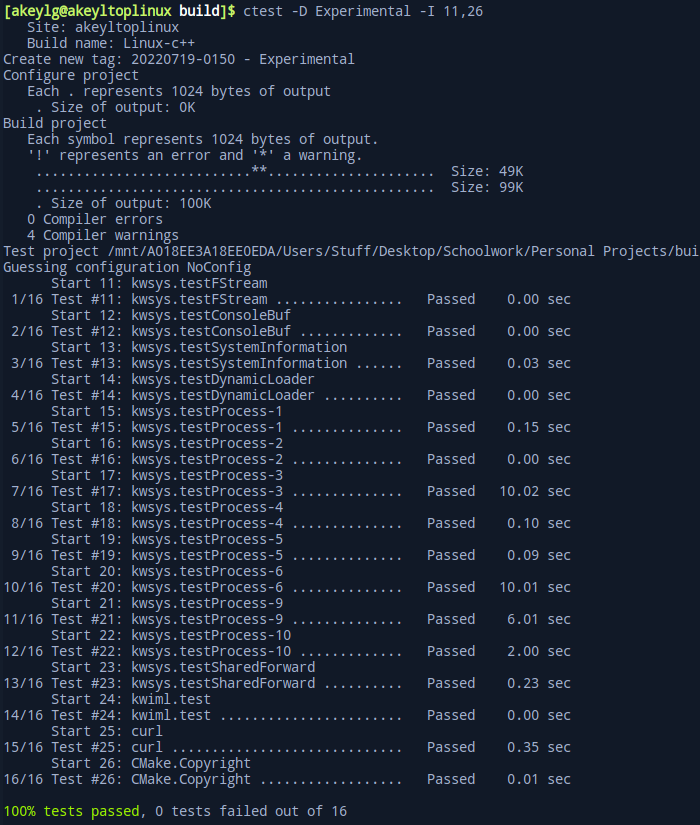 [akeylg@akeyltoplinux build]$ ctest -D Experimental -I 11,26
   Site: akeyltoplinux
   Build name: Linux-c++
Create new tag: 20220719-0150 - Experimental
Configure project
   Each . represents 1024 bytes of output
    . Size of output: 0K
Build project
   Each symbol represents 1024 bytes of output.
   '!' represents an error and '*' a warning.
    ...........................**.....................  Size: 49K
    ..................................................  Size: 99K
    . Size of output: 100K
   0 Compiler errors
   4 Compiler warnings
Test project /mnt/A018EE3A18EE0EDA/Users/Stuff/Desktop/Schoolwork/Personal Projects/bui
Guessing configuration NoConfig
      Start 11: kwsys.testFStream
 1/16 Test #11: kwsys.testFStream ................   Passed    0.00 sec
      Start 12: kwsys.testConsoleBuf
 2/16 Test #12: kwsys.testConsoleBuf .............   Passed    0.00 sec
      Start 13: kwsys.testSystemInformation
 3/16 Test #13: kwsys.testSystemInformation ......   Passed    0.03 sec
      Start 14: kwsys.testDynamicLoader
 4/16 Test #14: kwsys.testDynamicLoader ..........   Passed    0.00 sec
      Start 15: kwsys.testProcess-1
 5/16 Test #15: kwsys.testProcess-1 ..............   Passed    0.15 sec
      Start 16: kwsys.testProcess-2
 6/16 Test #16: kwsys.testProcess-2 ..............   Passed    0.00 sec
      Start 17: kwsys.testProcess-3
 7/16 Test #17: kwsys.testProcess-3 ..............   Passed   10.02 sec
      Start 18: kwsys.testProcess-4
 8/16 Test #18: kwsys.testProcess-4 ..............   Passed    0.10 sec
      Start 19: kwsys.testProcess-5
 9/16 Test #19: kwsys.testProcess-5 ..............   Passed    0.09 sec
      Start 20: kwsys.testProcess-6
10/16 Test #20: kwsys.testProcess-6 ..............   Passed   10.01 sec
      Start 21: kwsys.testProcess-9
11/16 Test #21: kwsys.testProcess-9 ..............   Passed    6.01 sec
      Start 22: kwsys.testProcess-10
12/16 Test #22: kwsys.testProcess-10 .............   Passed    2.00 sec
      Start 23: kwsys.testSharedForward
13/16 Test #23: kwsys.testSharedForward ..........   Passed    0.23 sec
      Start 24: kwiml.test
14/16 Test #24: kwiml.test .......................   Passed    0.00 sec
      Start 25: curl
15/16 Test #25: curl .............................   Passed    0.35 sec
      Start 26: CMake.Copyright
16/16 Test #26: CMake.Copyright ..................   Passed    0.01 sec

100% tests passed, 0 tests failed out of 16